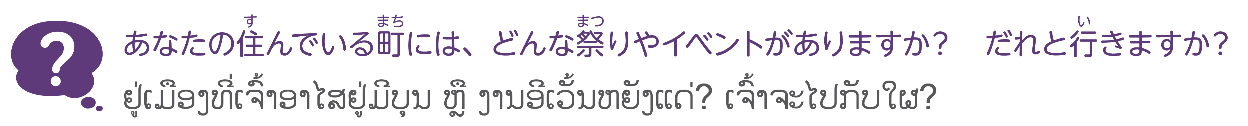 あなたの住んでいる町には、どんな祭りやイベントがありますか？　だれと行きますか？
ຢູ່ເມືອງທີ່ເຈົ້າອາໄສຢູ່ມີບຸນ ຫຼື ງານອີເວັ້ນຫຍັງແດ່? ເຈົ້າຈະໄປກັບໃຜ?